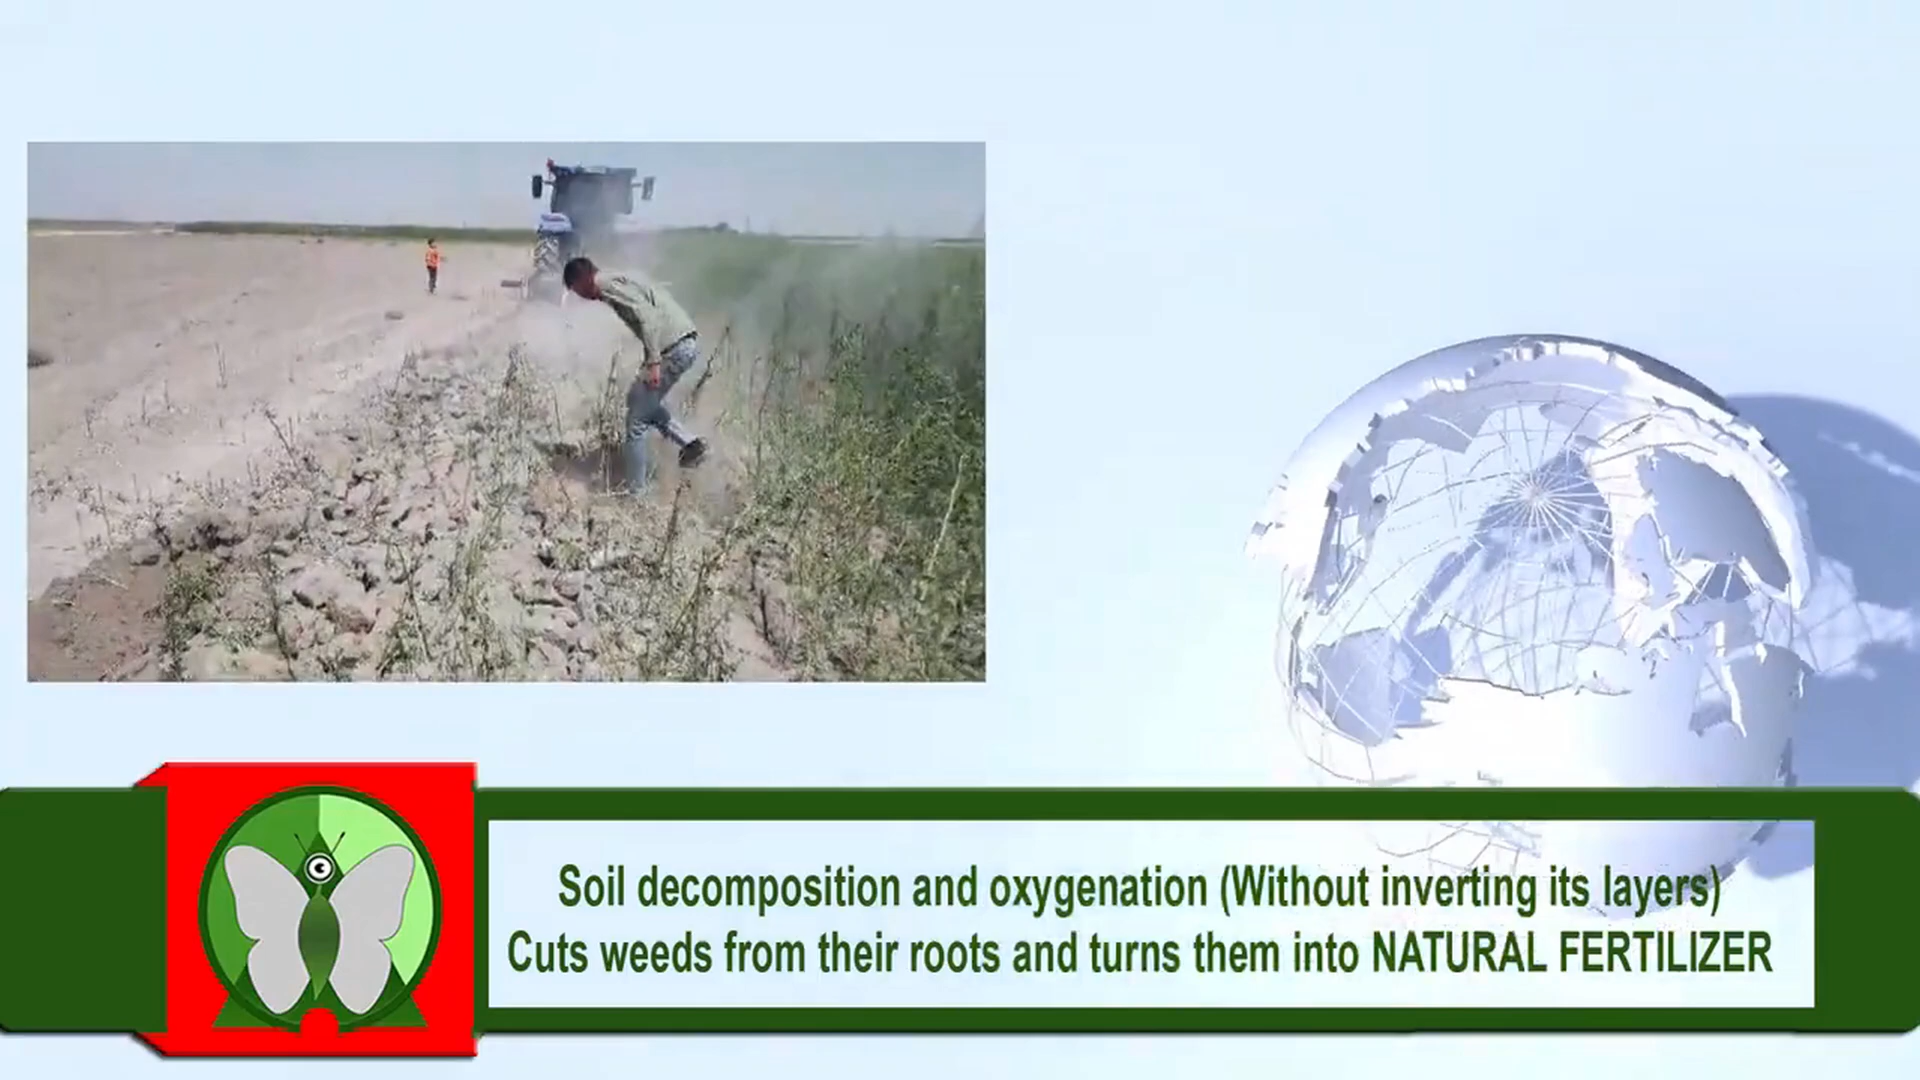 Soil decomposition and oxygenation (Without inverting its layers)
Cuts weeds from their roots and turns them into NATURAL FERTILIZER